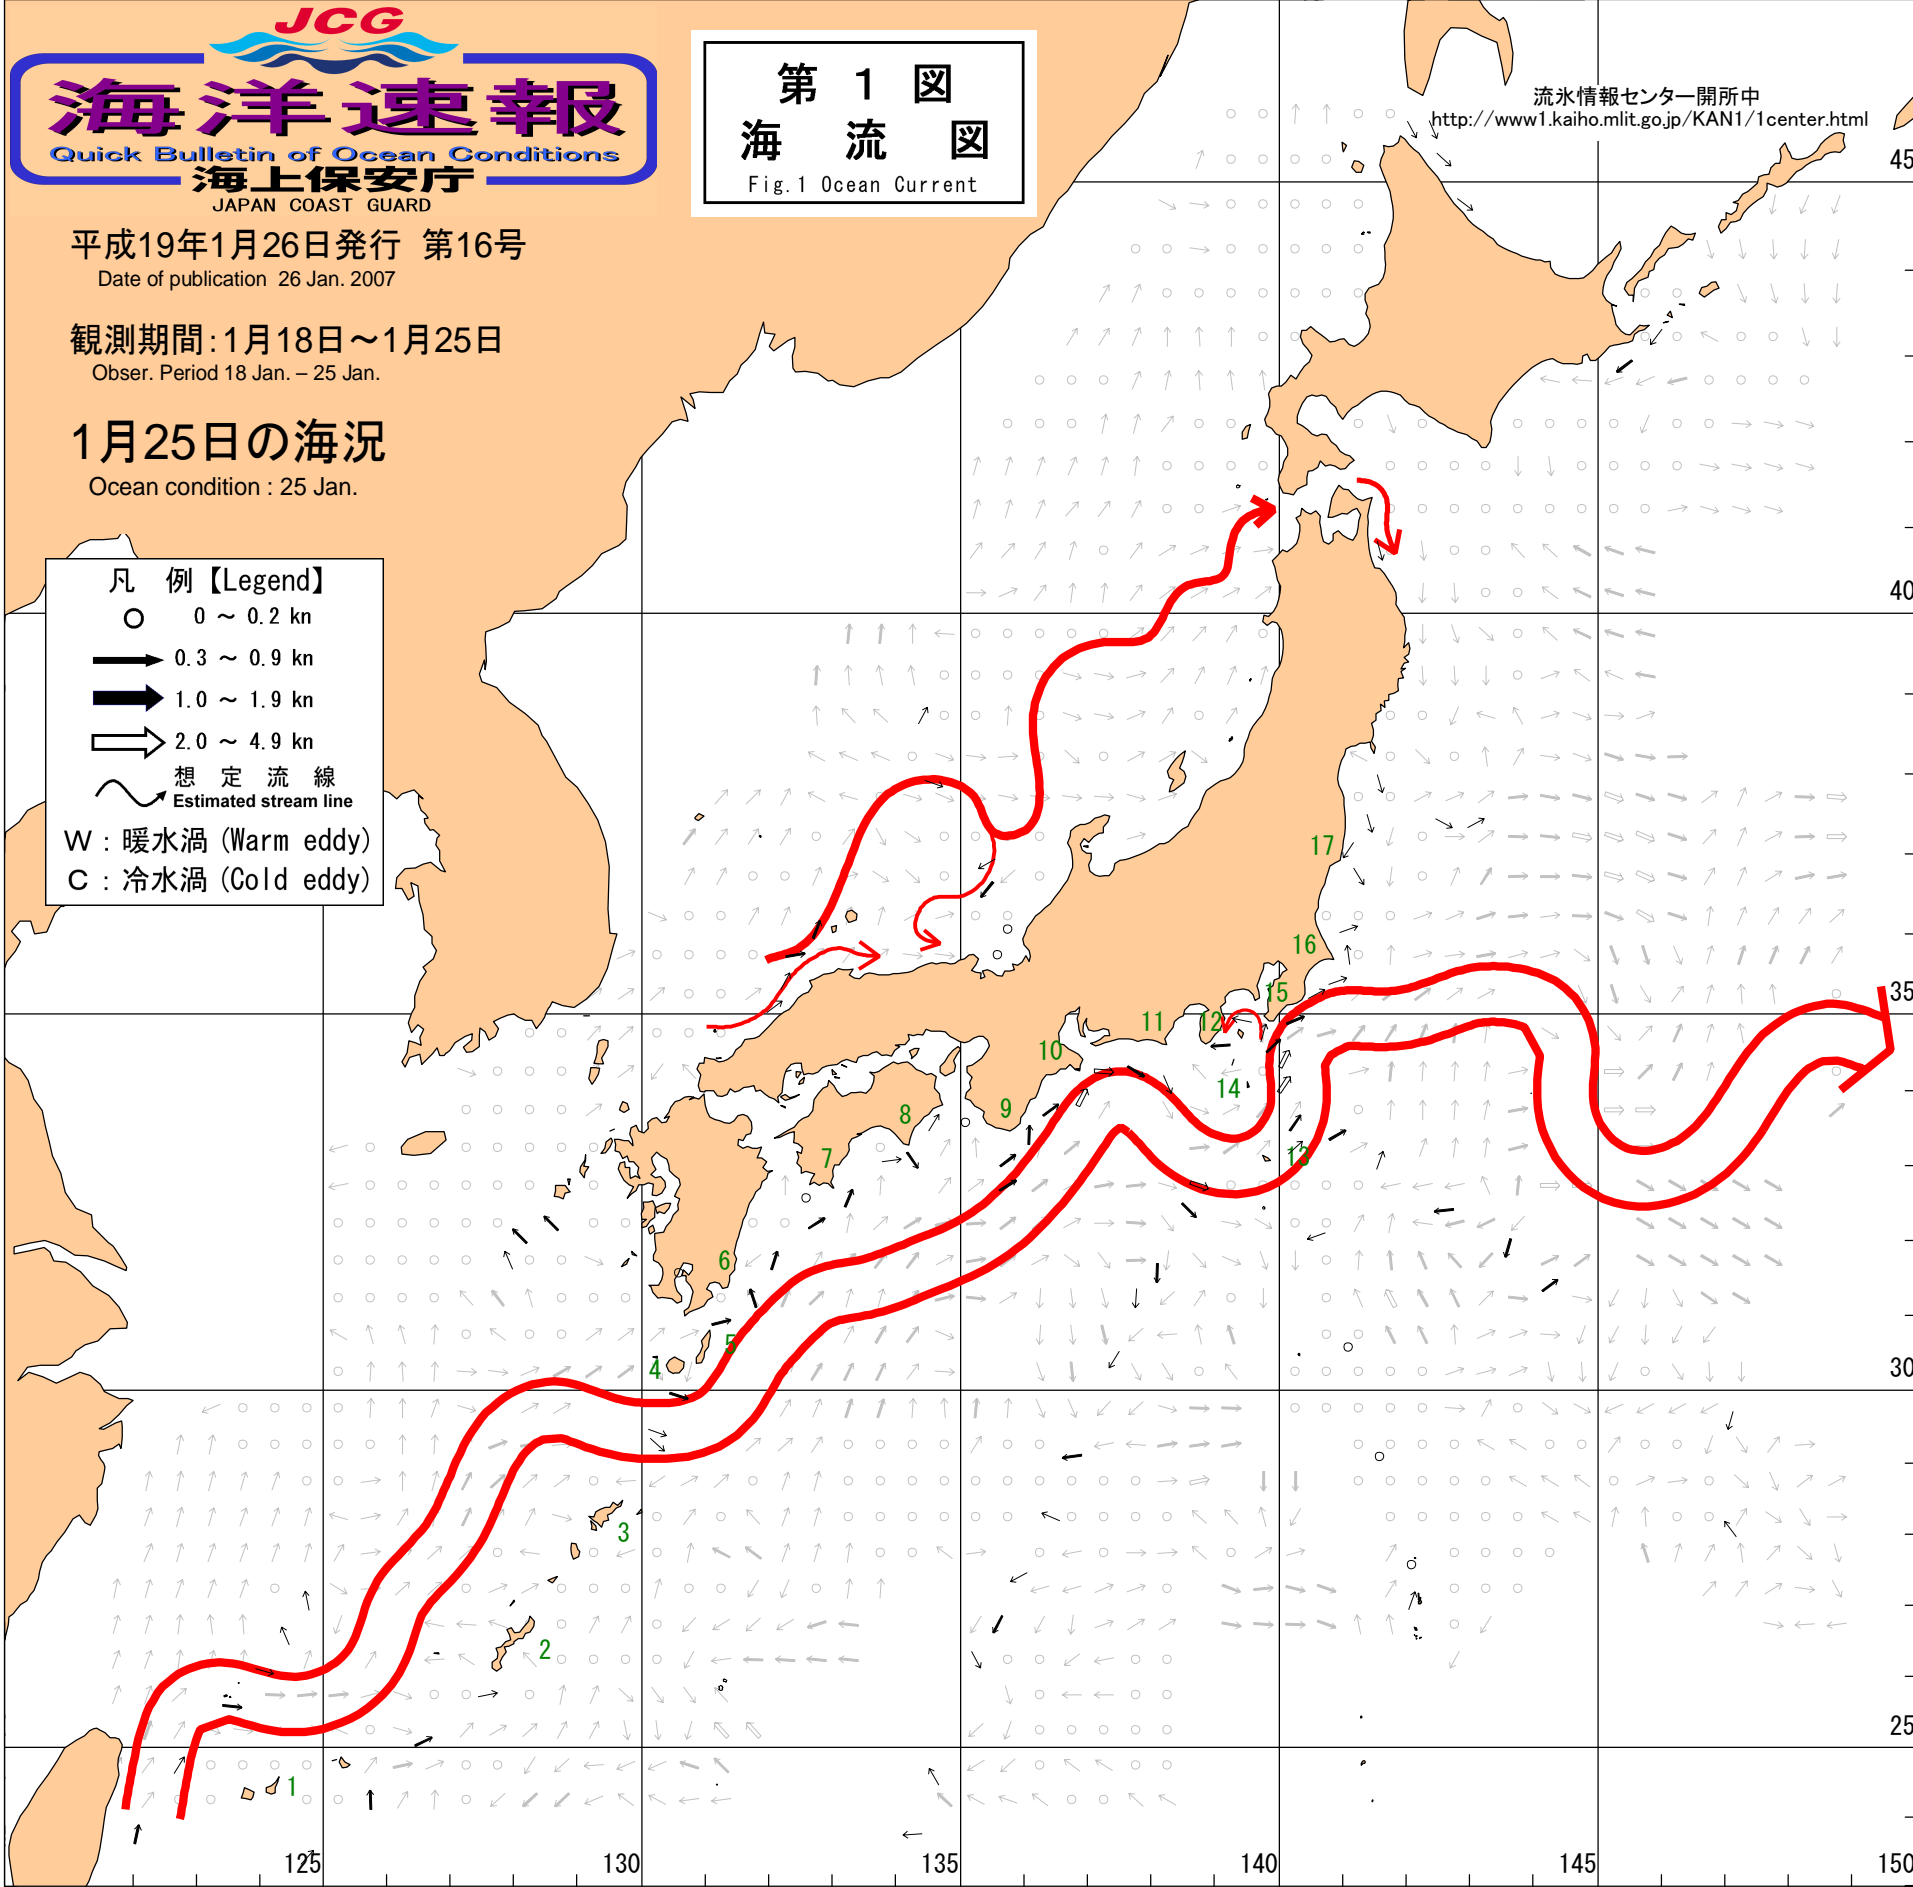 JCG
海洋速報
Quick Bulletin of Ocean Conditions
海上保安庁
JAPAN COAST GUARD
平成19年1月26日発行 第16号
Date of publication 26 Jan. 2007
観測期間:1月18日～1月25日
Obser. Period 18 Jan. – 25 Jan.
1月25日の海況
Ocean condition : 25 Jan.
第 1 図
海 流 図
Fig.1 Ocean Current
流氷情報センター開所中
http://www1.kaiho.mlit.go.jp/KAN1/1center.html
凡 例【Legend】
0 ～ 0.2 kn
0.3 ～ 0.9 kn
1.0 ～ 1.9 kn
2.0 ～ 4.9 kn
想 定 流 線
Estimated stream line
W : 暖水渦 (Warm eddy)
C : 冷水渦 (Cold eddy)
45
40
35
30
25
17
16
15
12
11
10
14
9
8
13
7
6
5
4
3
2
1
125
130
135
140
145
150